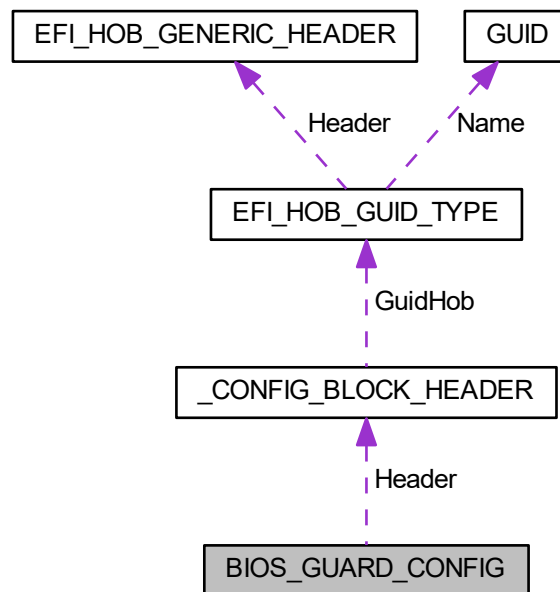 EFI_HOB_GENERIC_HEADER
GUID
Header
Name
EFI_HOB_GUID_TYPE
GuidHob
_CONFIG_BLOCK_HEADER
Header
BIOS_GUARD_CONFIG